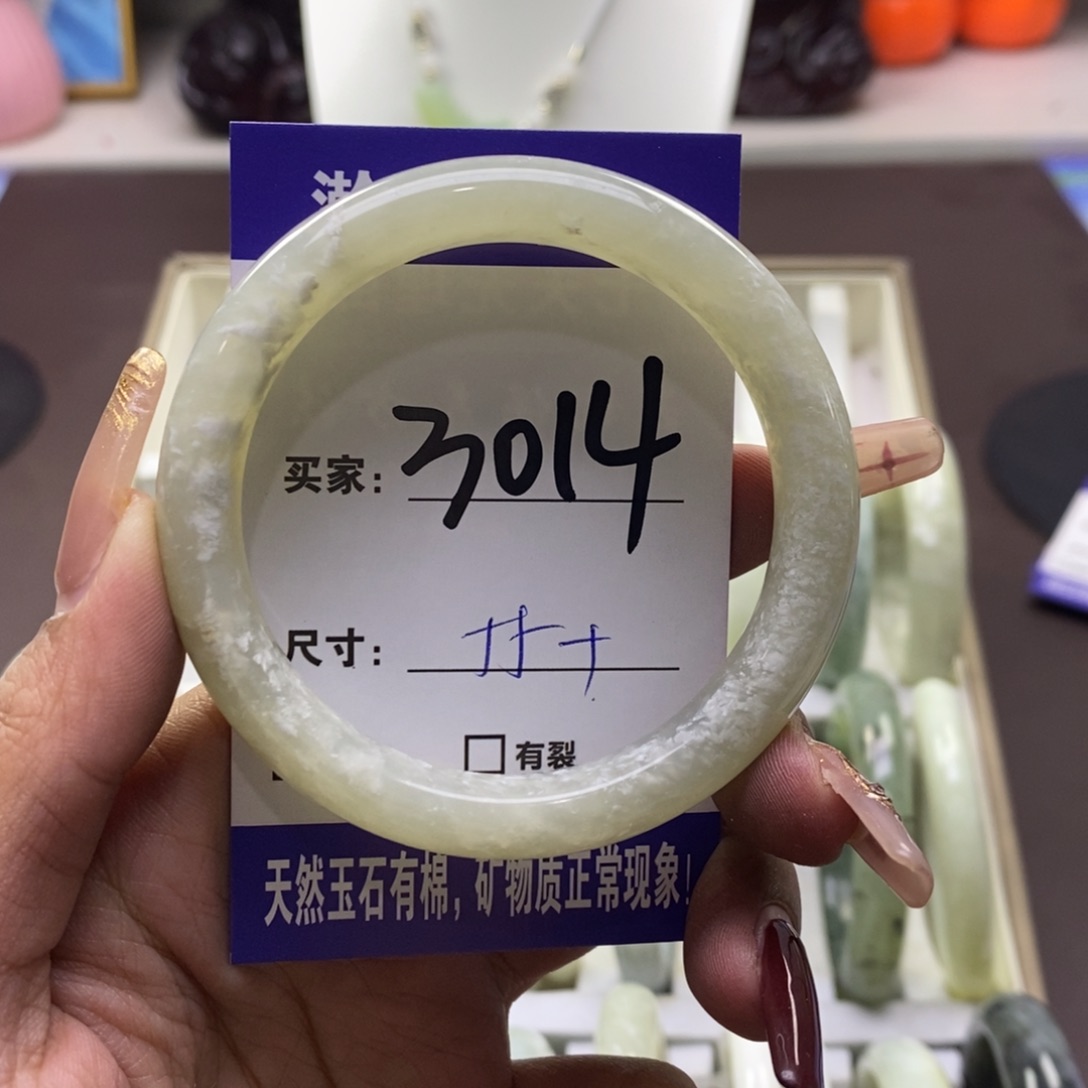 买家：3014
尺寸：
有裂
天然玉石有棉，矿物质正常现象！